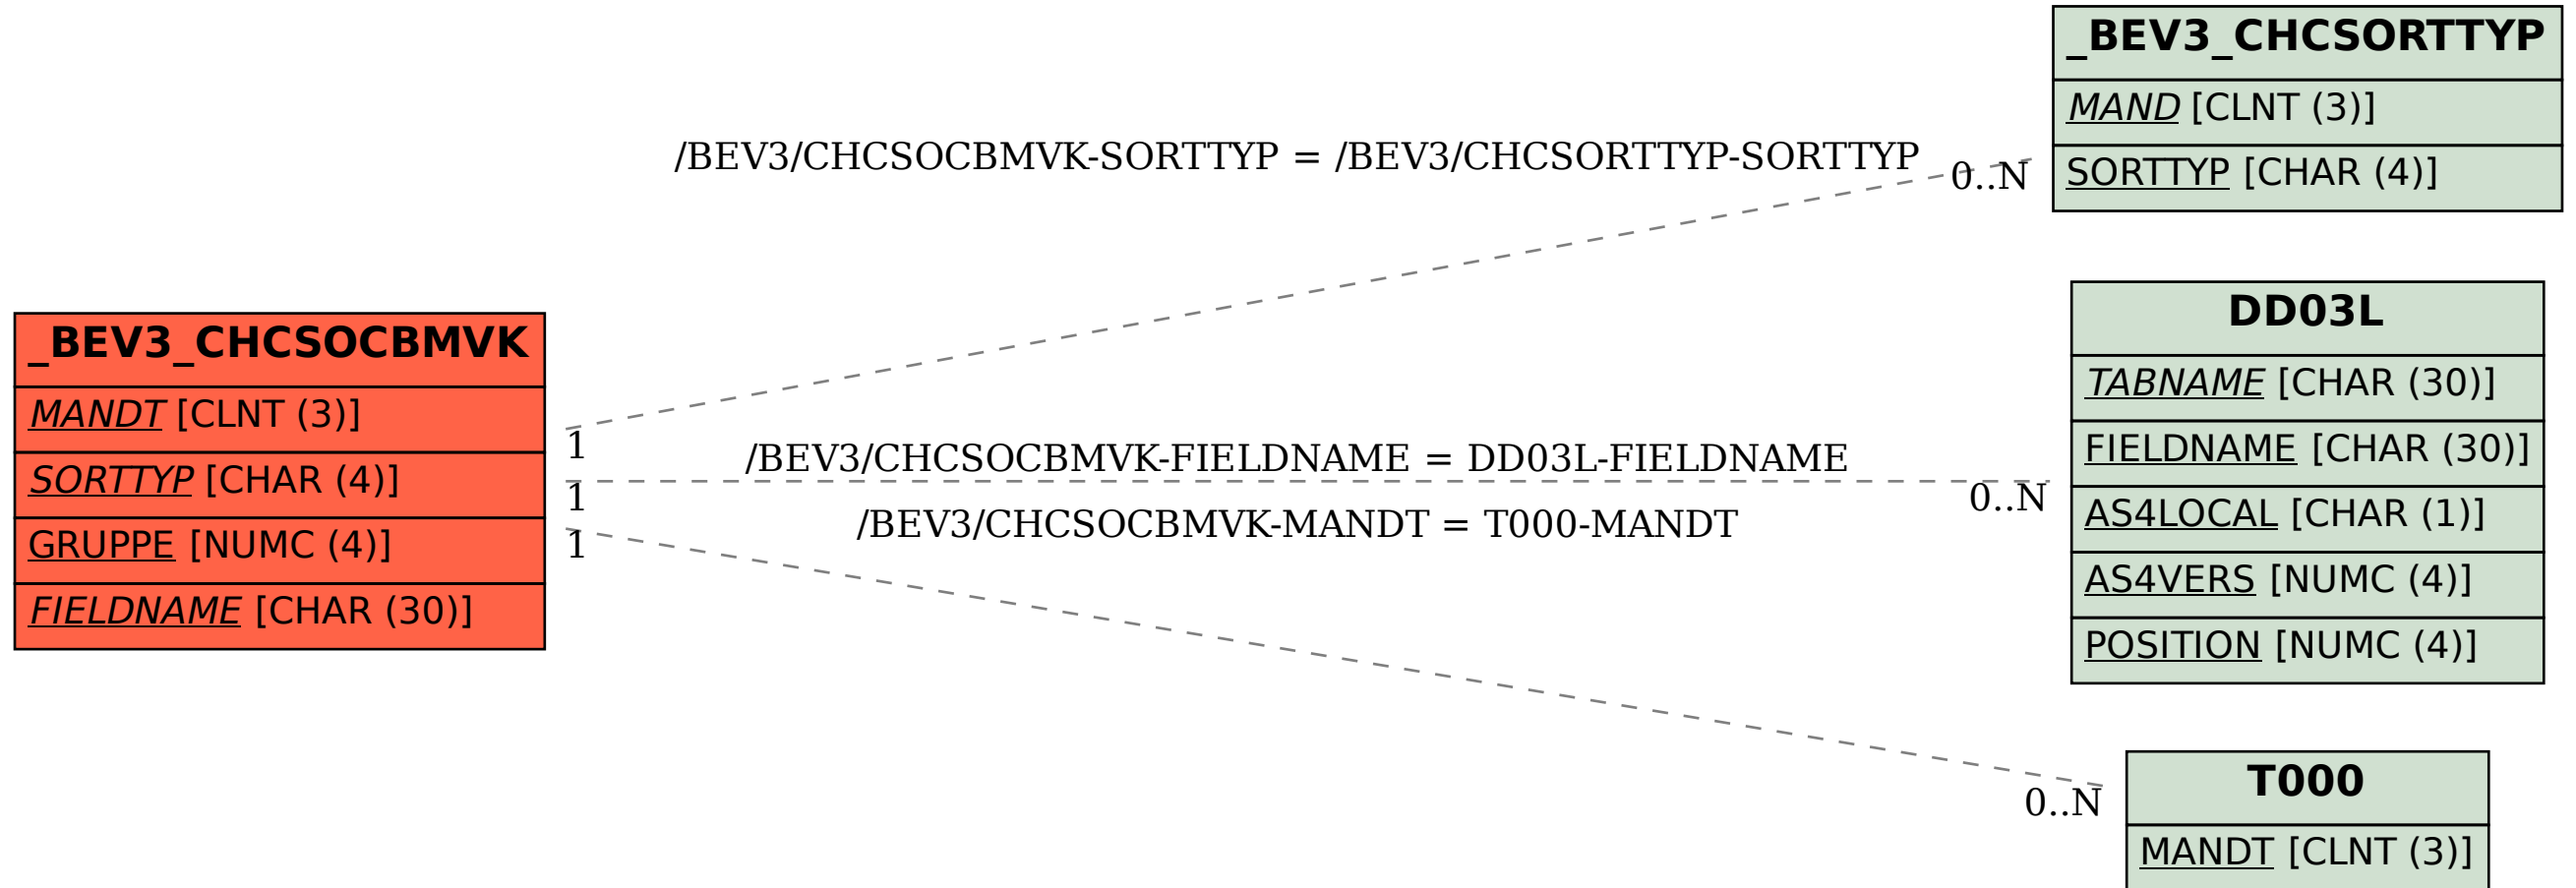 _BEV3_CHCSORTTYP
MAND [CLNT (3)]
SORTTYP [CHAR (4)]
/BEV3/CHCSOCBMVK-SORTTYP = /BEV3/CHCSORTTYP-SORTTYP
0..N
_BEV3_CHCSOCBMVK
MANDT [CLNT (3)]
SORTTYP [CHAR (4)]
GRUPPE [NUMC (4)]
FIELDNAME [CHAR (30)]
1
/BEV3/CHCSOCBMVK-FIELDNAME = DD03L-FIELDNAME
1
0..N
/BEV3/CHCSOCBMVK-MANDT = T000-MANDT
1
DD03L
TABNAME [CHAR (30)]
FIELDNAME [CHAR (30)]
AS4LOCAL [CHAR (1)]
AS4VERS [NUMC (4)]
POSITION [NUMC (4)]
0..N
T000
MANDT [CLNT (3)]